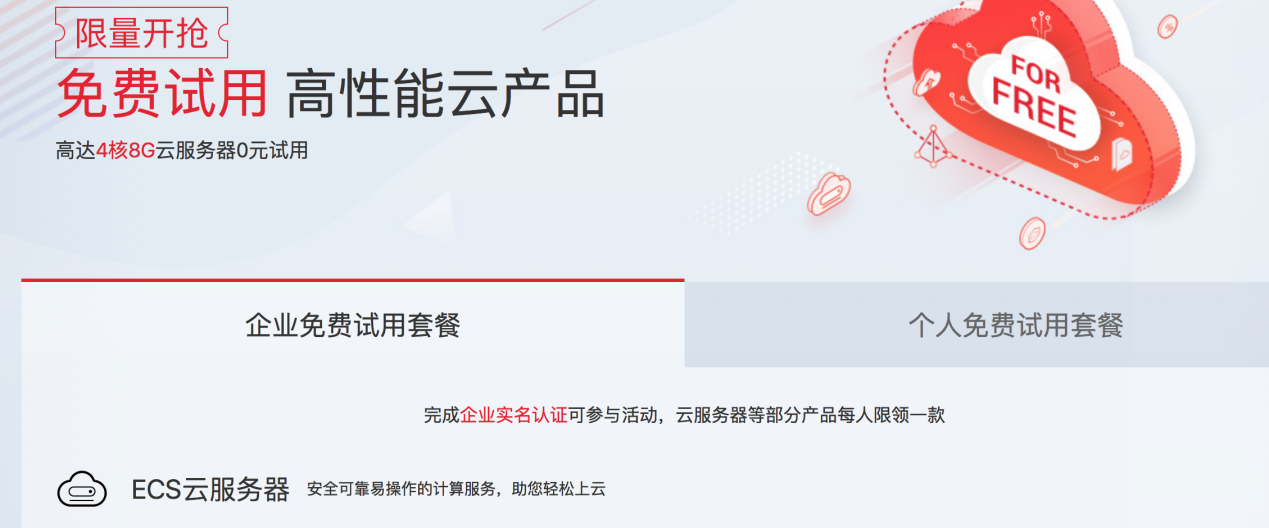 限量开抢
免费试用 高性能云产品
高达4核8G云服务器0元试用
FOR
FREE
企业免费试用套餐
个人免费试用套餐
完成企业实名认证可参与活动，云服务器等部分产品每人限领一款
ECS云服务器 安全可靠易操作的计算服务，助您轻松上云